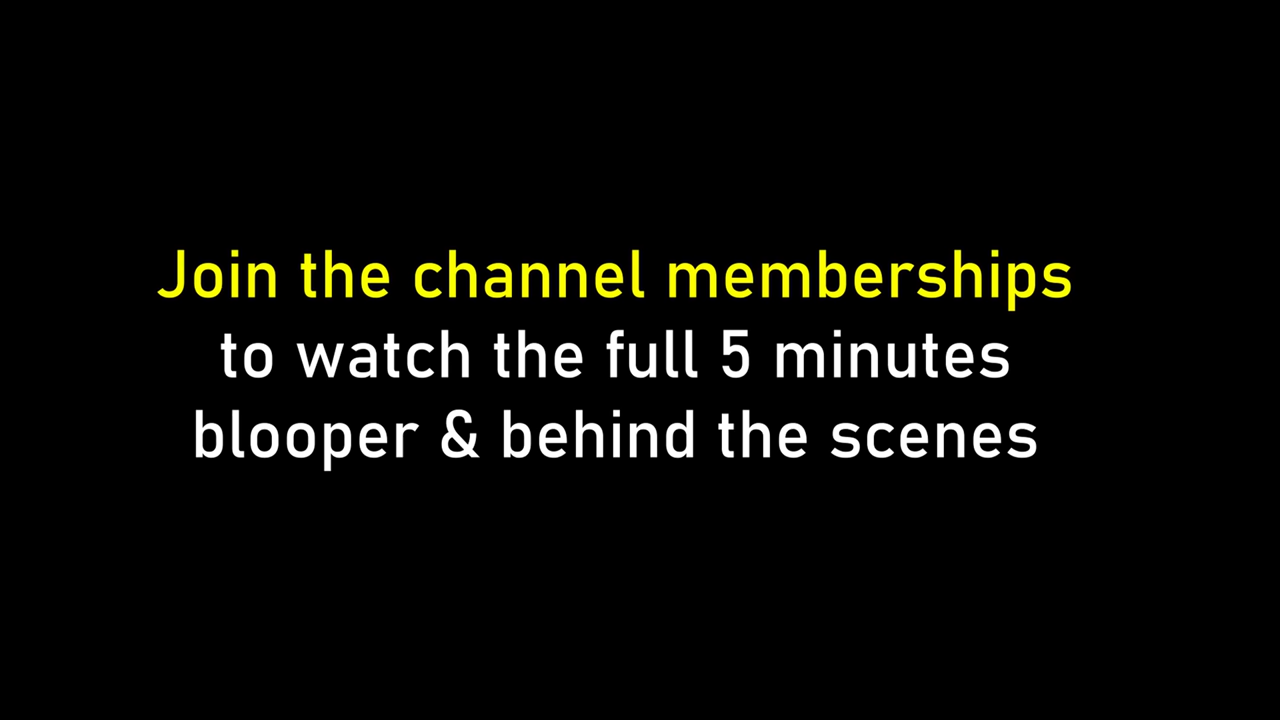 Join the channel memberships
to watch the full 5 minutes
blooper & behind the scenes